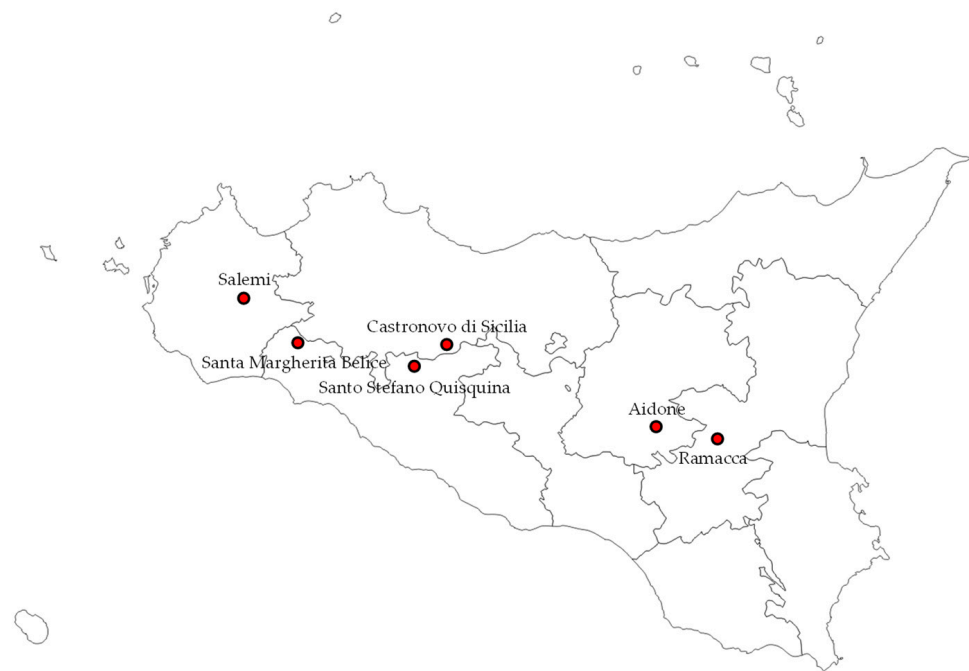 Salemi
Castronovo di Sicilia
Santa Margherita Belice
Santo Stefano Quisquina
Aidone
Ramacca